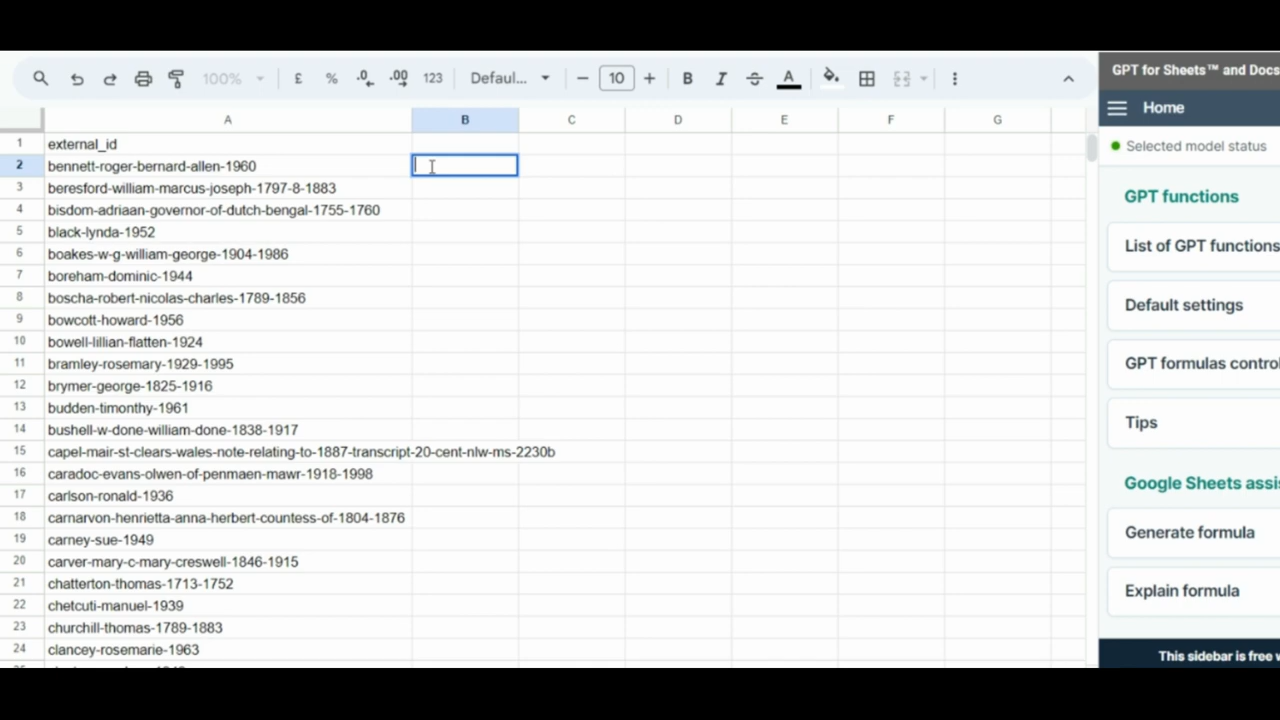 100% £ % .0 .00 123 Defaul... − 10 + B I S A
GPT for Sheets™ and Docs
Home
Selected model status
GPT functions
List of GPT functions
Default settings
GPT formulas control
Tips
Google Sheets assis
Generate formula
Explain formula
This sidebar is free w
A B C D E F G
1 external_id
2 bennett-roger-bernard-allen-1960
3 beresford-william-marcus-joseph-1797-8-1883
4 bisdom-adriaan-governor-of-dutch-bengal-1755-1760
5 black-lynda-1952
6 boakes-w-g-william-george-1904-1986
7 boreham-dominic-1944
8 boscha-robert-nicolas-charles-1789-1856
9 bowcott-howard-1956
10 bowell-lillian-flatten-1924
11 bramley-rosemary-1929-1995
12 brymer-george-1825-1916
13 budden-timonthy-1961
14 bushell-w-done-william-done-1838-1917
15 capel-mair-st-clears-wales-note-relating-to-1887-transcript-20-cent-nlw-ms-2230b
16 caradoc-evans-olwen-of-penmaen-mawr-1918-1998
17 carlson-ronald-1936
18 carnarvon-henrietta-anna-herbert-countess-of-1804-1876
19 carney-sue-1949
20 carver-mary-c-mary-creswell-1846-1915
21 chatterton-thomas-1713-1752
22 chetcuti-manuel-1939
23 churchill-thomas-1789-1883
24 clancey-rosemarie-1963